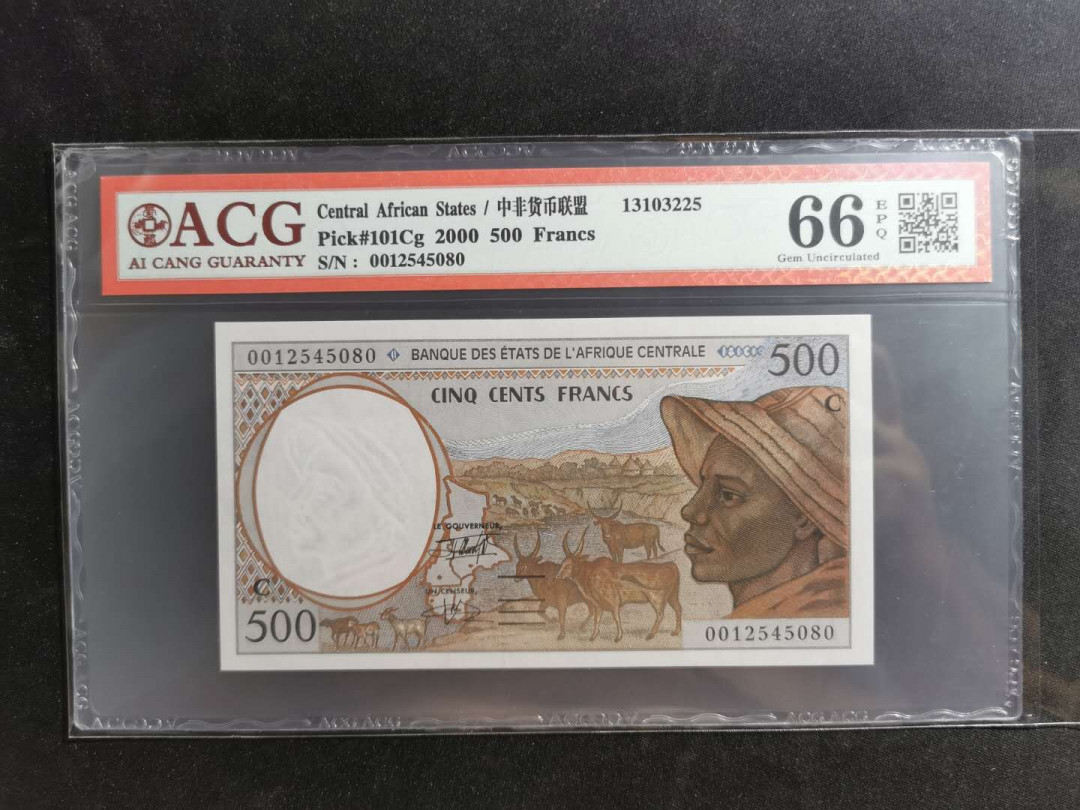 ACG
AI CANG GUARANTY
Central African States / 中非货币联盟 13103225
Pick#101Cg 2000 500 Francs
S/N : 0012545080
66 EPQ
Gem Uncirculated
0012545080 BANQUE DES ÉTATS DE L'AFRIQUE CENTRALE 500
CINQ CENTS FRANCS
C
LE GOUVERNEUR,
C
UN CENSEUR,
500
0012545080